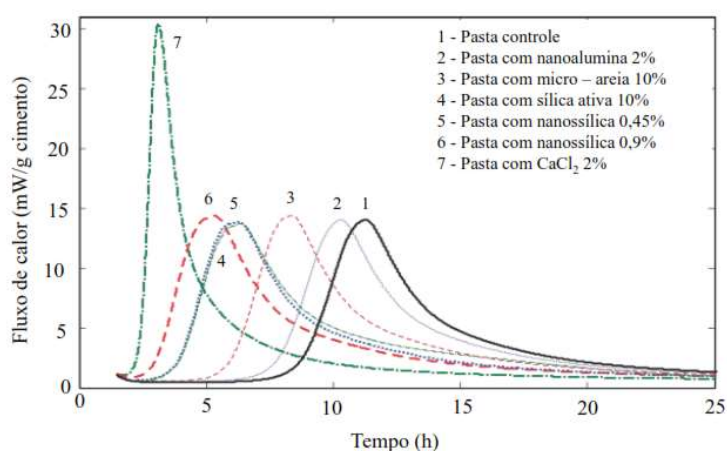 30
25
20
15
10
5
0
Fluxo de calor (mW/g cimento)
7
6
5
4
3
2
1
1 - Pasta controle
2 - Pasta com nanoalumina 2%
3 - Pasta com micro – areia 10%
4 - Pasta com sílica ativa 10%
5 - Pasta com nanossílica 0,45%
6 - Pasta com nanossílica 0,9%
7 - Pasta com CaCl₂ 2%
0 5 10 15 20 25
Tempo (h)